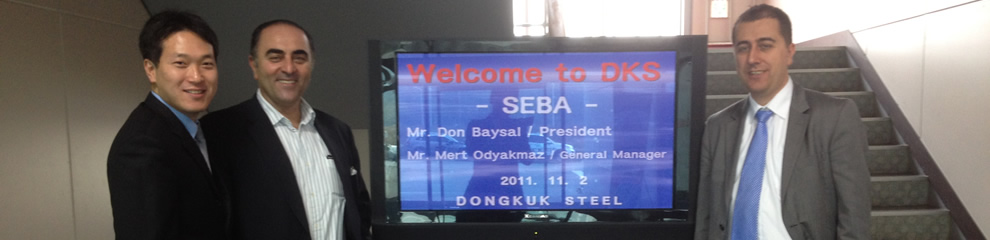 Welcome to DKS
- SEBA -
Mr. Don Baysal / President
Mr. Mert Odyakmaz / General Manager
2011. 11. 2
DONGKUK STEEL